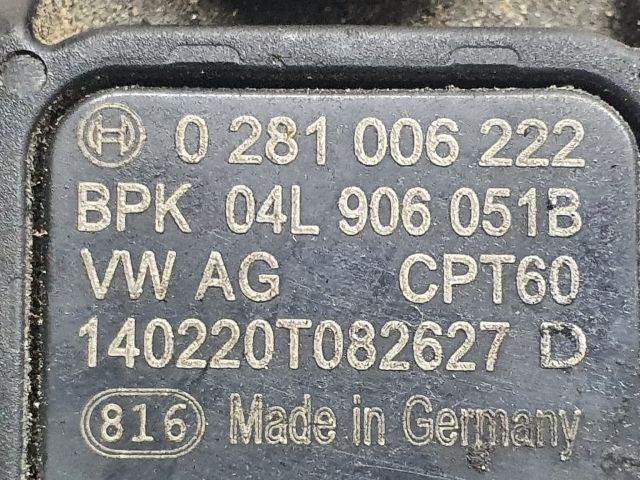 0 281 006 222
BPK 04L 906 051B
VW AG CPT60
140220T082627 D
816 Made in Germany